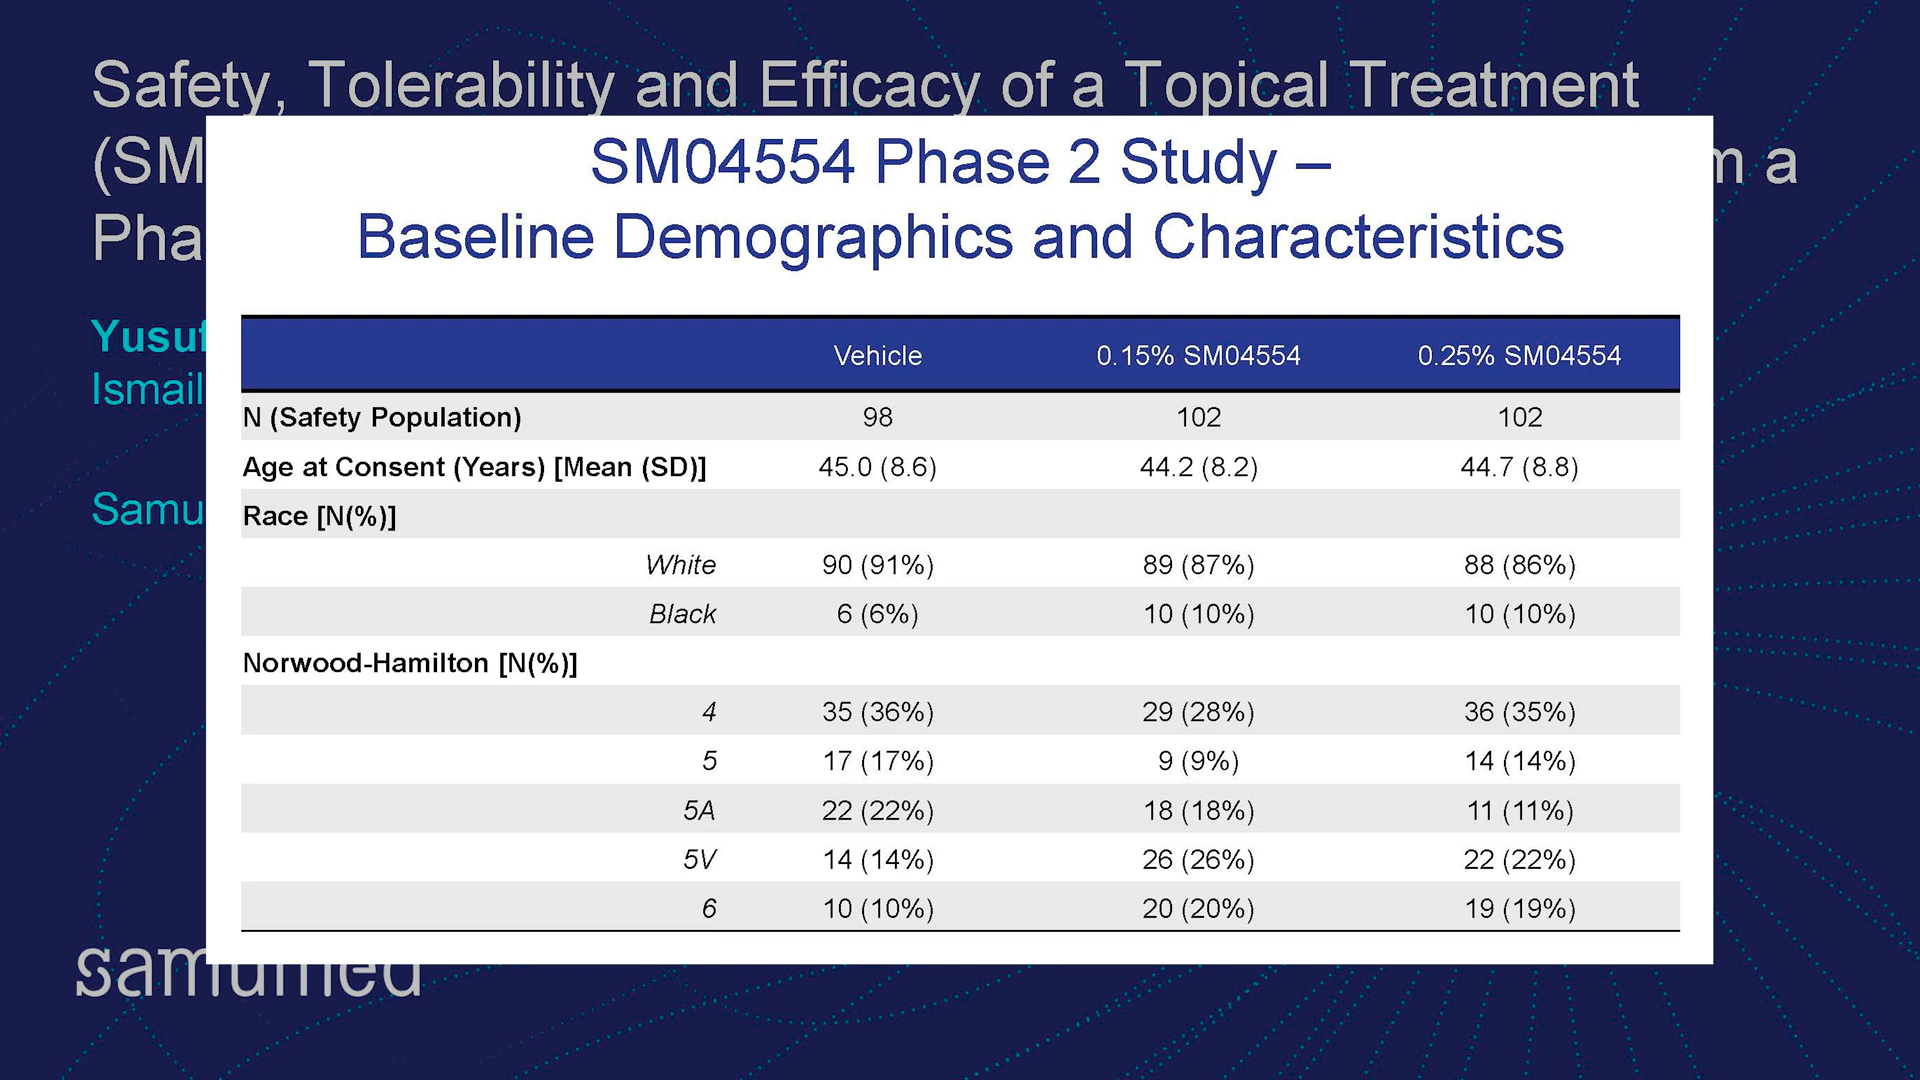 Safety, Tolerability and Efficacy of a Topical Treatment
(SM
m a
Pha
SM04554 Phase 2 Study –
Baseline Demographics and Characteristics
Yusuf
Ismail
Samu
Vehicle 0.15% SM04554 0.25% SM04554
N (Safety Population) 98 102 102
Age at Consent (Years) [Mean (SD)] 45.0 (8.6) 44.2 (8.2) 44.7 (8.8)
Race [N(%)]
White 90 (91%) 89 (87%) 88 (86%)
Black 6 (6%) 10 (10%) 10 (10%)
Norwood-Hamilton [N(%)]
4 35 (36%) 29 (28%) 36 (35%)
5 17 (17%) 9 (9%) 14 (14%)
5A 22 (22%) 18 (18%) 11 (11%)
5V 14 (14%) 26 (26%) 22 (22%)
6 10 (10%) 20 (20%) 19 (19%)
samumed